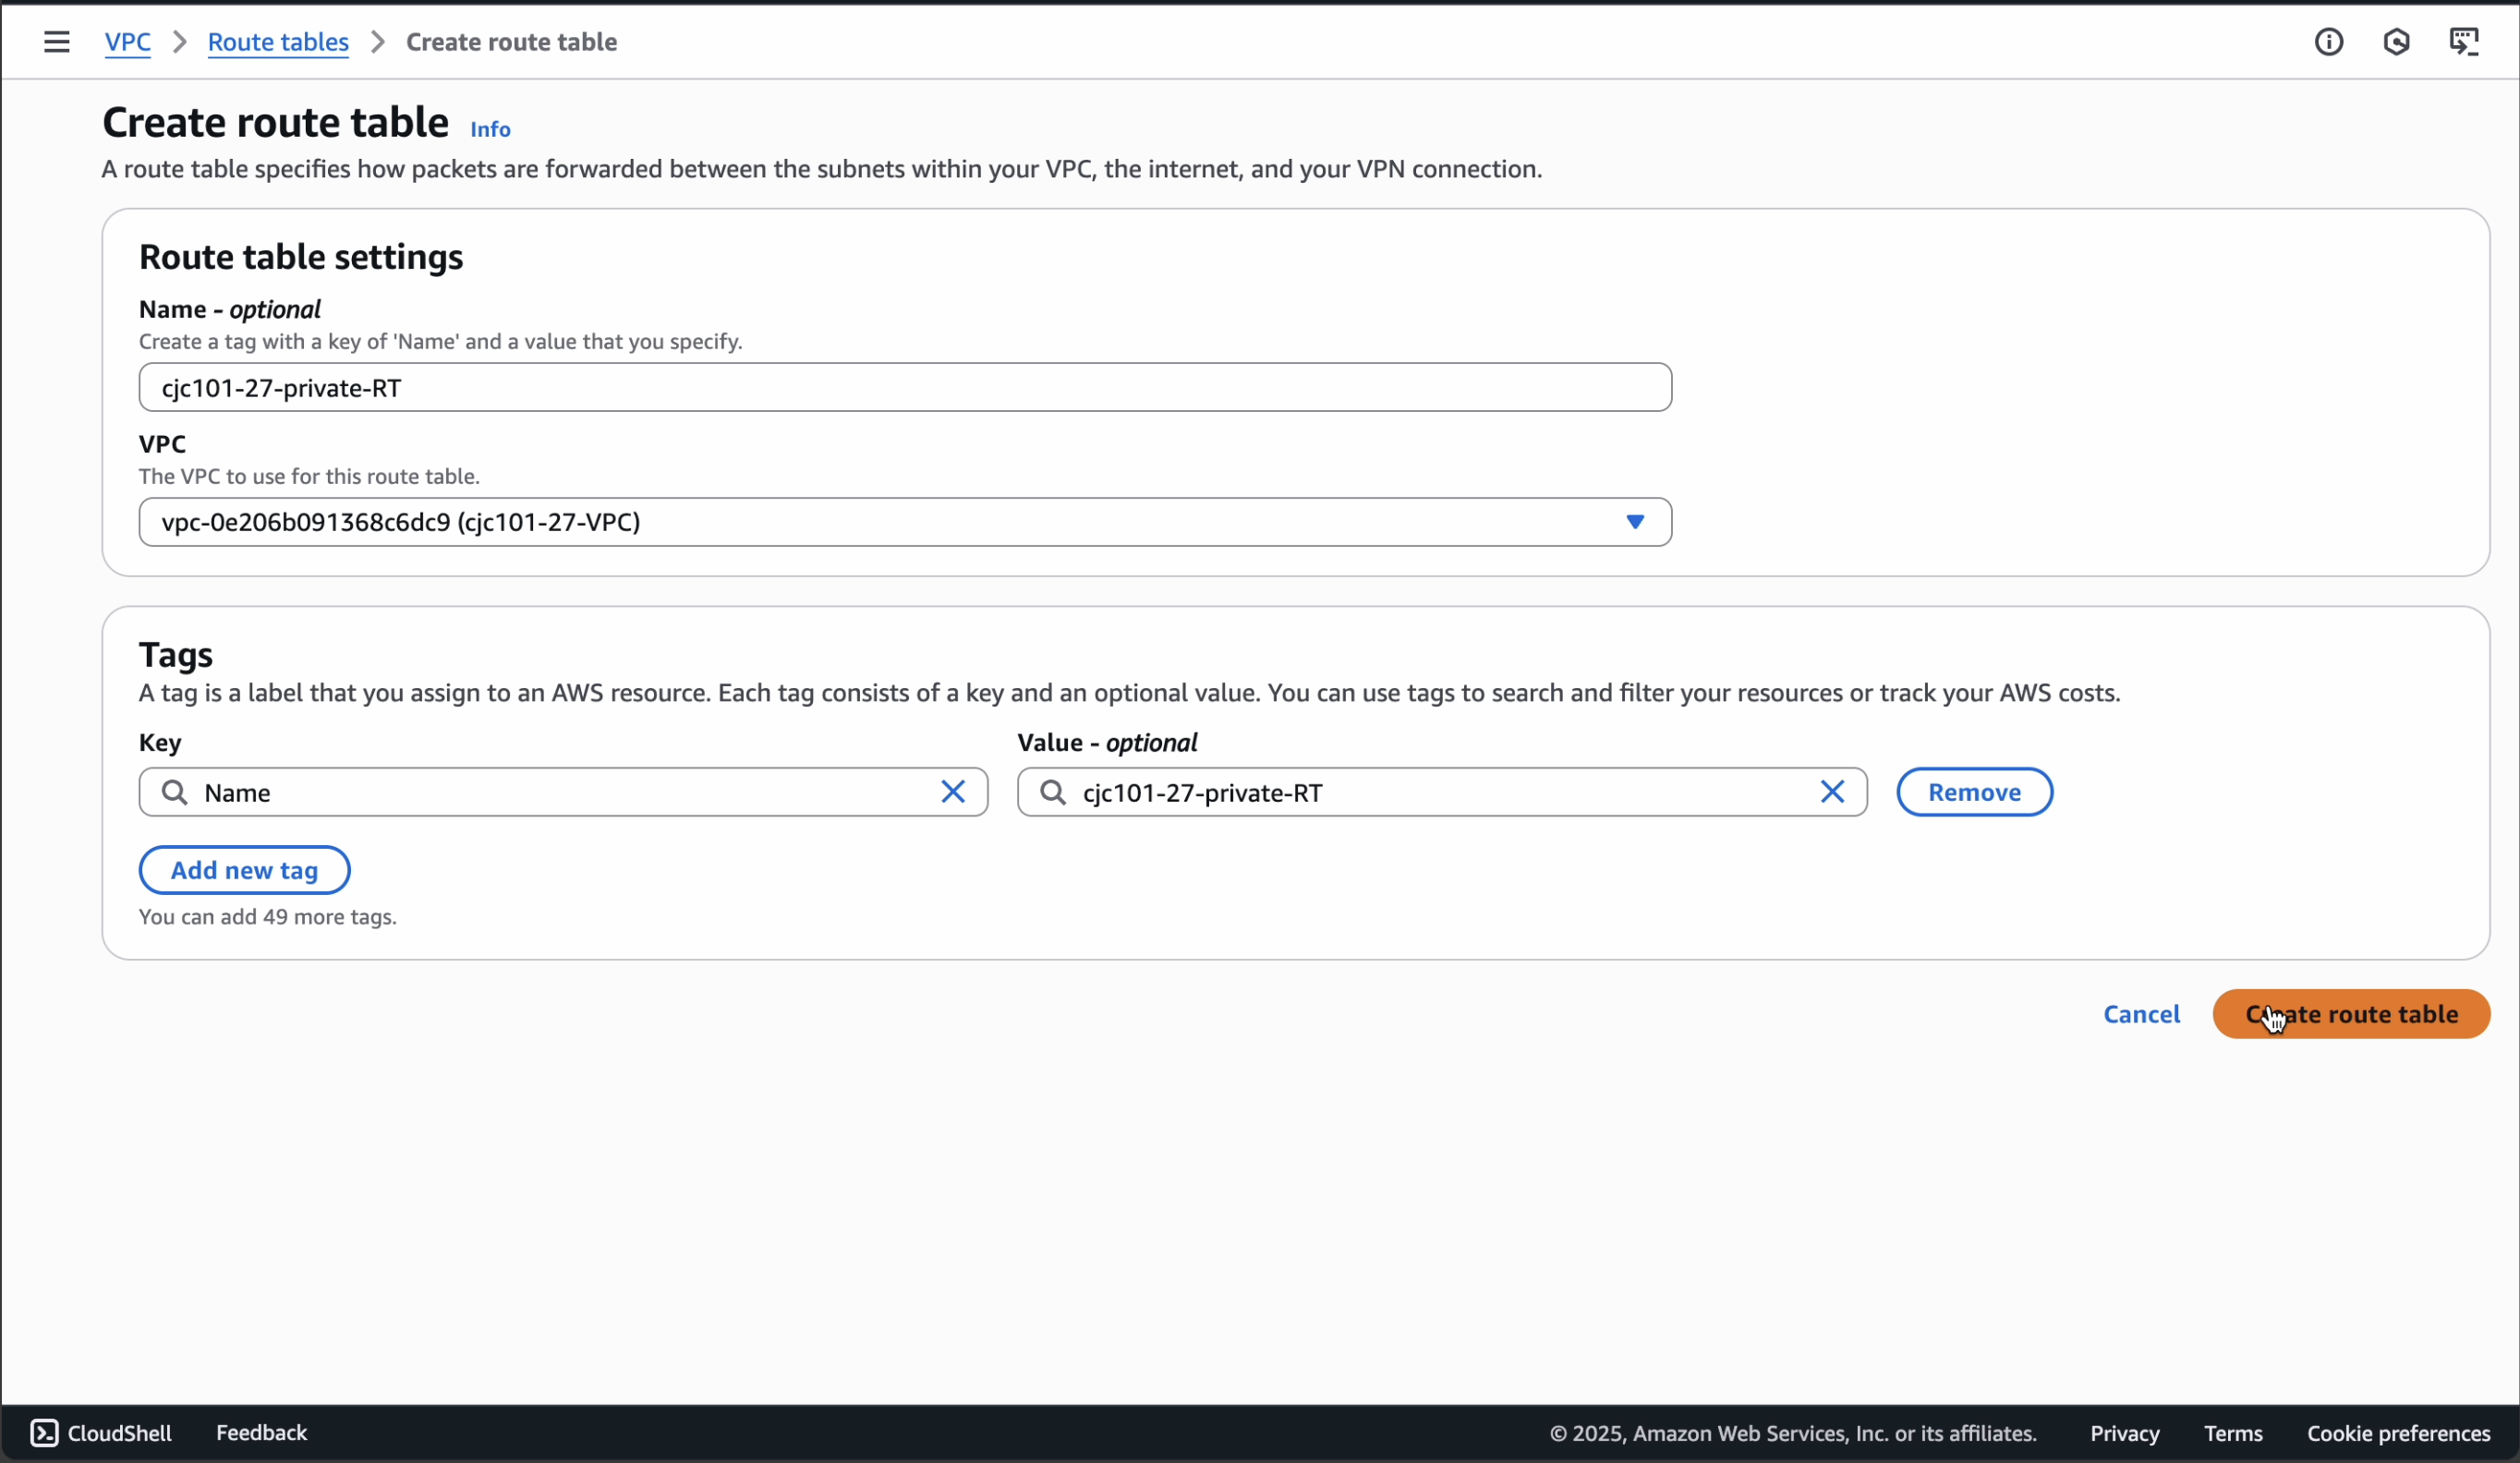 VPC > Route tables > Create route table
Create route table Info
A route table specifies how packets are forwarded between the subnets within your VPC, the internet, and your VPN connection.
Route table settings
Name - optional
Create a tag with a key of 'Name' and a value that you specify.
cjc101-27-private-RT
VPC
The VPC to use for this route table.
vpc-0e206b091368c6dc9 (cjc101-27-VPC)
Tags
A tag is a label that you assign to an AWS resource. Each tag consists of a key and an optional value. You can use tags to search and filter your resources or track your AWS costs.
Key Value - optional
Name cjc101-27-private-RT Remove
Add new tag
You can add 49 more tags.
Cancel Create route table
CloudShell Feedback © 2025, Amazon Web Services, Inc. or its affiliates. Privacy Terms Cookie preferences